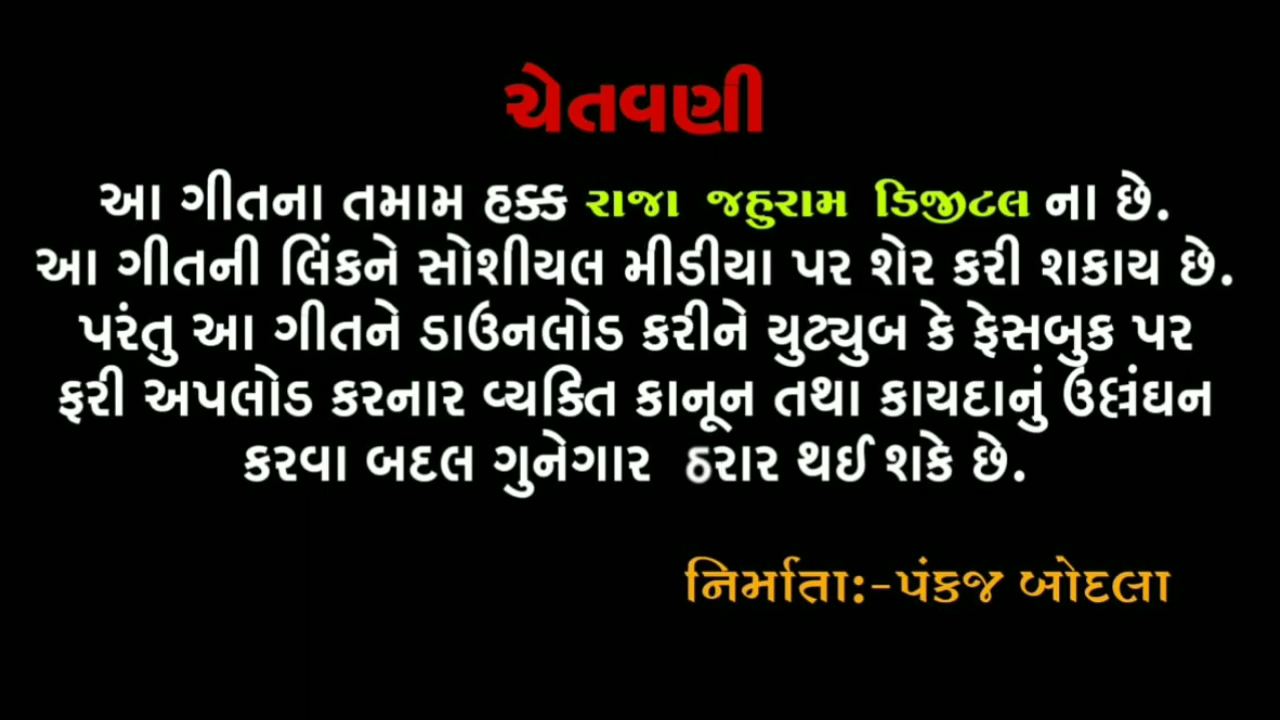 ચેતવણી
આ ગીતના તમામ હક્ક રાજા જહુરામ ડિજીટલ ના છે.
આ ગીતની લિંકને સોશીયલ મીડીયા પર શેર કરી શકાય છે.
પરંતુ આ ગીતને ડાઉનલોડ કરીને યુટ્યુબ કે ફેસબુક પર
ફરી અપલોડ કરનાર વ્યક્તિ કાનૂન તથા કાયદાનું ઉલ્લંઘન
કરવા બદલ ગુનેગાર ઠરાર થઈ શકે છે.
નિર્માતા:-પંકજ બોદલા